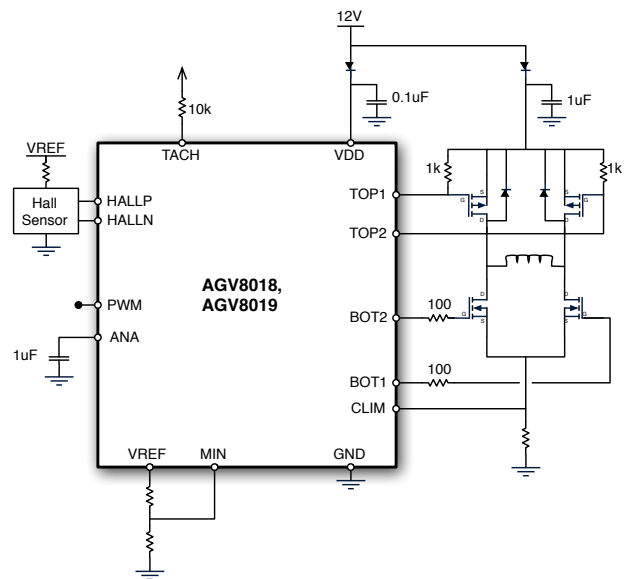 12V
0.1uF
1uF
10k
VREF
TACH
VDD
1k
1k
Hall
Sensor
HALLP
HALLN
TOP1
TOP2
G
S
D
G
S
D
AGV8018,
AGV8019
PWM
ANA
1uF
BOT2
100
G
D
S
G
D
S
BOT1
100
CLIM
VREF
MIN
GND